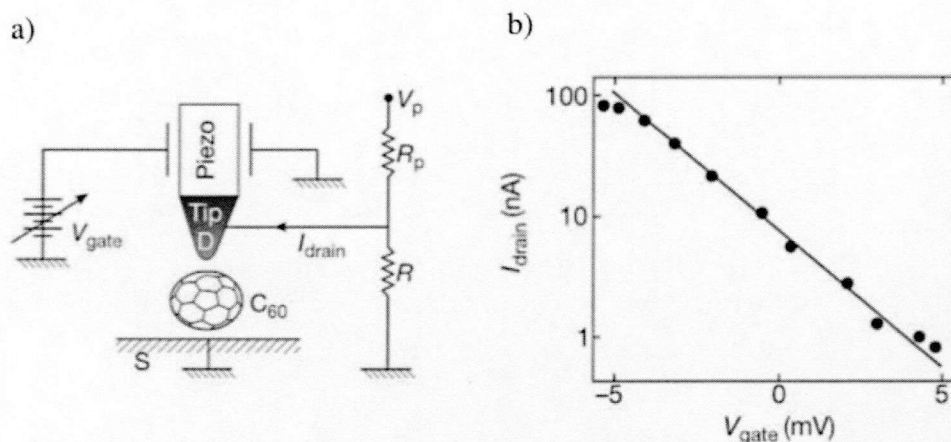 a)
V_p
R_p
Piezo
Tip
D
V_gate
I_drain
R
C_60
S
b)
I_drain (nA)
100
10
1
−5
0
5
V_gate (mV)